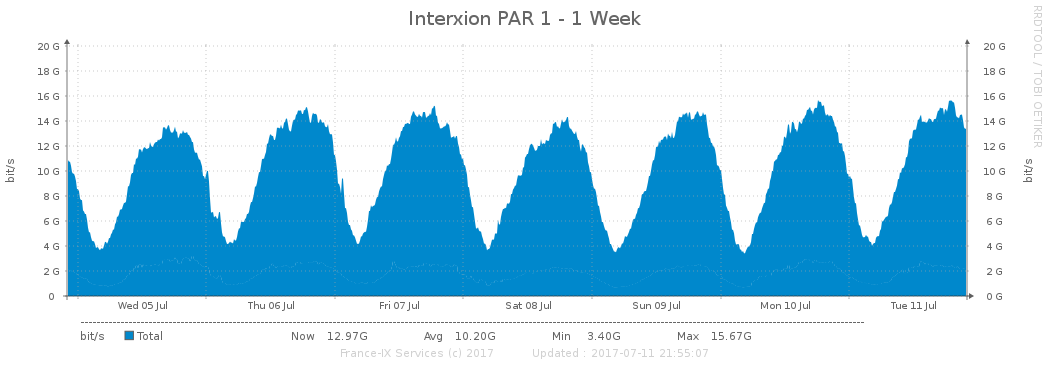 Interxion PAR 1 - 1 Week
RRDTOOL / TOBI OETIKER
20 G 20 G
18 G 18 G
16 G 16 G
14 G 14 G
12 G 12 G
10 G 10 G
8 G 8 G
6 G 6 G
4 G 4 G
2 G 2 G
0 0 G
bit/s
bit/s
Wed 05 Jul Thu 06 Jul Fri 07 Jul Sat 08 Jul Sun 09 Jul Mon 10 Jul Tue 11 Jul
bit/s Total Now 12.97G Avg 10.20G Min 3.40G Max 15.67G
France-IX Services (c) 2017 Updated : 2017-07-11 21:55:07